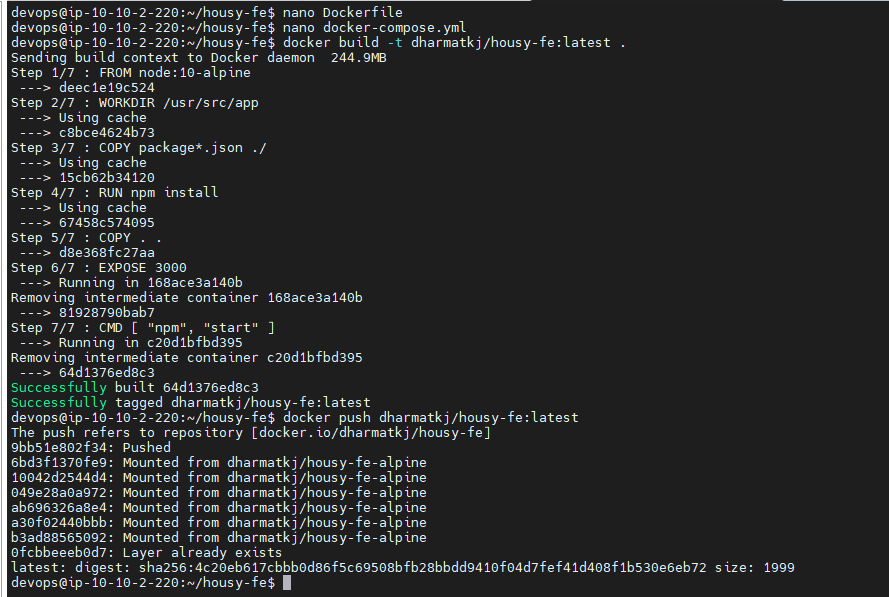 devops@ip-10-10-2-220:~/housy-fe$ nano Dockerfile
devops@ip-10-10-2-220:~/housy-fe$ nano docker-compose.yml
devops@ip-10-10-2-220:~/housy-fe$ docker build -t dharmatkj/housy-fe:latest .
Sending build context to Docker daemon  244.9MB
Step 1/7 : FROM node:10-alpine
 ---> deec1e19c524
Step 2/7 : WORKDIR /usr/src/app
 ---> Using cache
 ---> c8bce4624b73
Step 3/7 : COPY package*.json ./
 ---> Using cache
 ---> 15cb62b34120
Step 4/7 : RUN npm install
 ---> Using cache
 ---> 67458c574095
Step 5/7 : COPY . .
 ---> d8e368fc27aa
Step 6/7 : EXPOSE 3000
 ---> Running in 168ace3a140b
Removing intermediate container 168ace3a140b
 ---> 81928790bab7
Step 7/7 : CMD [ "npm", "start" ]
 ---> Running in c20d1bfbd395
Removing intermediate container c20d1bfbd395
 ---> 64d1376ed8c3
Successfully built 64d1376ed8c3
Successfully tagged dharmatkj/housy-fe:latest
devops@ip-10-10-2-220:~/housy-fe$ docker push dharmatkj/housy-fe:latest
The push refers to repository [docker.io/dharmatkj/housy-fe]
9bb51e802f34: Pushed
6bd3f1370fe9: Mounted from dharmatkj/housy-fe-alpine
10042d2544d4: Mounted from dharmatkj/housy-fe-alpine
049e28a0a972: Mounted from dharmatkj/housy-fe-alpine
ab696326a8e4: Mounted from dharmatkj/housy-fe-alpine
a30f02440bbb: Mounted from dharmatkj/housy-fe-alpine
b3ad88565092: Mounted from dharmatkj/housy-fe-alpine
0fcbbeeeb0d7: Layer already exists
latest: digest: sha256:4c20eb617cbbb0d86f5c69508bfb28bbdd9410f04d7fef41d408f1b530e6eb72 size: 1999
devops@ip-10-10-2-220:~/housy-fe$